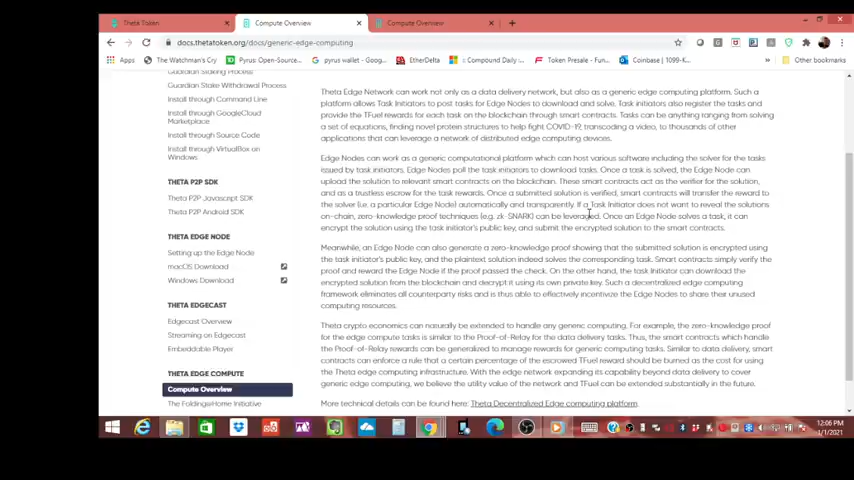 Theta Token
Compute Overview
Compute Overview
docs.thetatoken.org/docs/generic-edge-computing
Apps
The Watchman's Cry
Pyrus Open-Source...
pyrus wallet - Goog...
EtherDelta
Compound Daily:...
Token Presale - Fun...
Coinbase | 1099-K...
Other bookmarks
Guardian Staking Process
Guardian Stake Withdrawal Process
Install through Command Line
Install through GoogleCloud
Marketplace
Install through Source Code
Install through VirtualBox on
Windows
THETA P2P SDK
Theta P2P Javascript SDK
Theta P2P Android SDK
THETA EDGE NODE
Setting up the Edge Node
macOS Download
Windows Download
THETA EDGECAST
Edgecast Overview
Streaming on Edgecast
Embeddable Player
THETA EDGE COMPUTE
Compute Overview
The Folding@Home Initiative
Theta Edge Network can work not only as a data delivery network, but also as a generic edge computing platform. Such a
platform allows Task Initiators to post tasks for Edge Nodes to download and solve. Task initiators also register the tasks and
provide the TFuel rewards for each task on the blockchain through smart contracts. Tasks can be anything ranging from solving
a set of equations, finding novel protein structures to help fight COVID-19, transcoding a video, to thousands of other
applications that can leverage a network of distributed edge computing devices.
Edge Nodes can work as a generic computational platform which can host various software including the solver for the tasks
issued by task initiators. Edge Nodes poll the task initiators to download tasks. Once a task is solved, the Edge Node can
upload the solution to relevant smart contracts on the blockchain. These smart contracts act as the verifier for the solution,
and as a trustless escrow for the task rewards. Once a submitted solution is verified, smart contracts will transfer the reward to
the solver (i.e. a particular Edge Node) automatically and transparently. If a Task Initiator does not want to reveal the solutions
on-chain, zero-knowledge proof techniques (e.g. zk-SNARK) can be leveraged. Once an Edge Node solves a task, it can
encrypt the solution using the task initiator's public key, and submit the encrypted solution to the smart contracts.
Meanwhile, an Edge Node can also generate a zero-knowledge proof showing that the submitted solution is encrypted using
the task initiator's public key, and the plaintext solution indeed solves the corresponding task. Smart contracts simply verify the
proof and reward the Edge Node if the proof passed the check. On the other hand, the task Initiator can download the
encrypted solution from the blockchain and decrypt it using its own private key. Such a decentralized edge computing
framework eliminates all counterparty risks and is thus able to effectively incentivize the Edge Nodes to share their unused
computing resources.
Theta crypto economics can naturally be extended to handle any generic computing. For example, the zero-knowledge proof
for the edge compute tasks is similar to the Proof-of-Relay for the data delivery tasks. Thus, the smart contracts which handle
the Proof-of-Relay rewards can be generalized to manage rewards for generic computing tasks. Similar to data delivery, smart
contracts can enforce a rule that a certain percentage of the escrowed TFuel reward should be burned as the cost for using
the Theta edge computing infrastructure. With the edge network expanding its capability beyond data delivery to cover
generic edge computing, we believe the utility value of the network and TFuel can be extended substantially in the future.
More technical details can be found here: Theta Decentralized Edge computing platform.
12:06 PM
1/1/2021